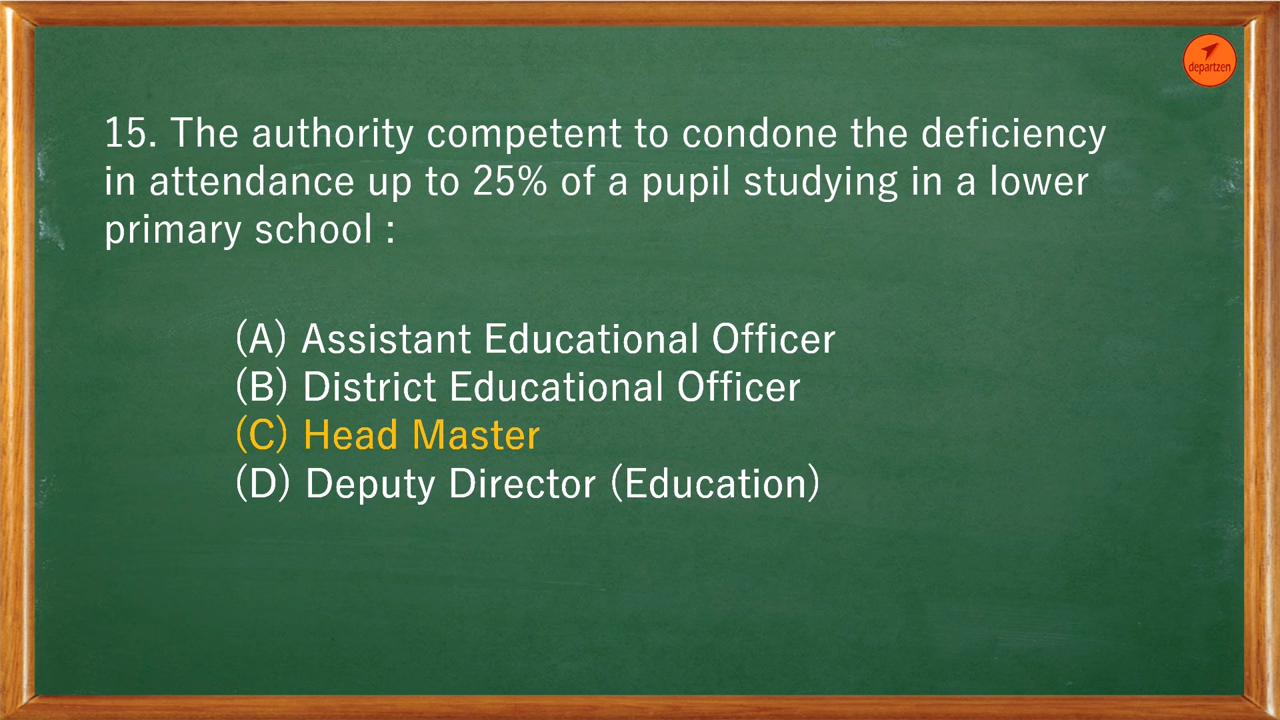 departzen
15. The authority competent to condone the deficiency
in attendance up to 25% of a pupil studying in a lower
primary school :
(A) Assistant Educational Officer
(B) District Educational Officer
(C) Head Master
(D) Deputy Director (Education)